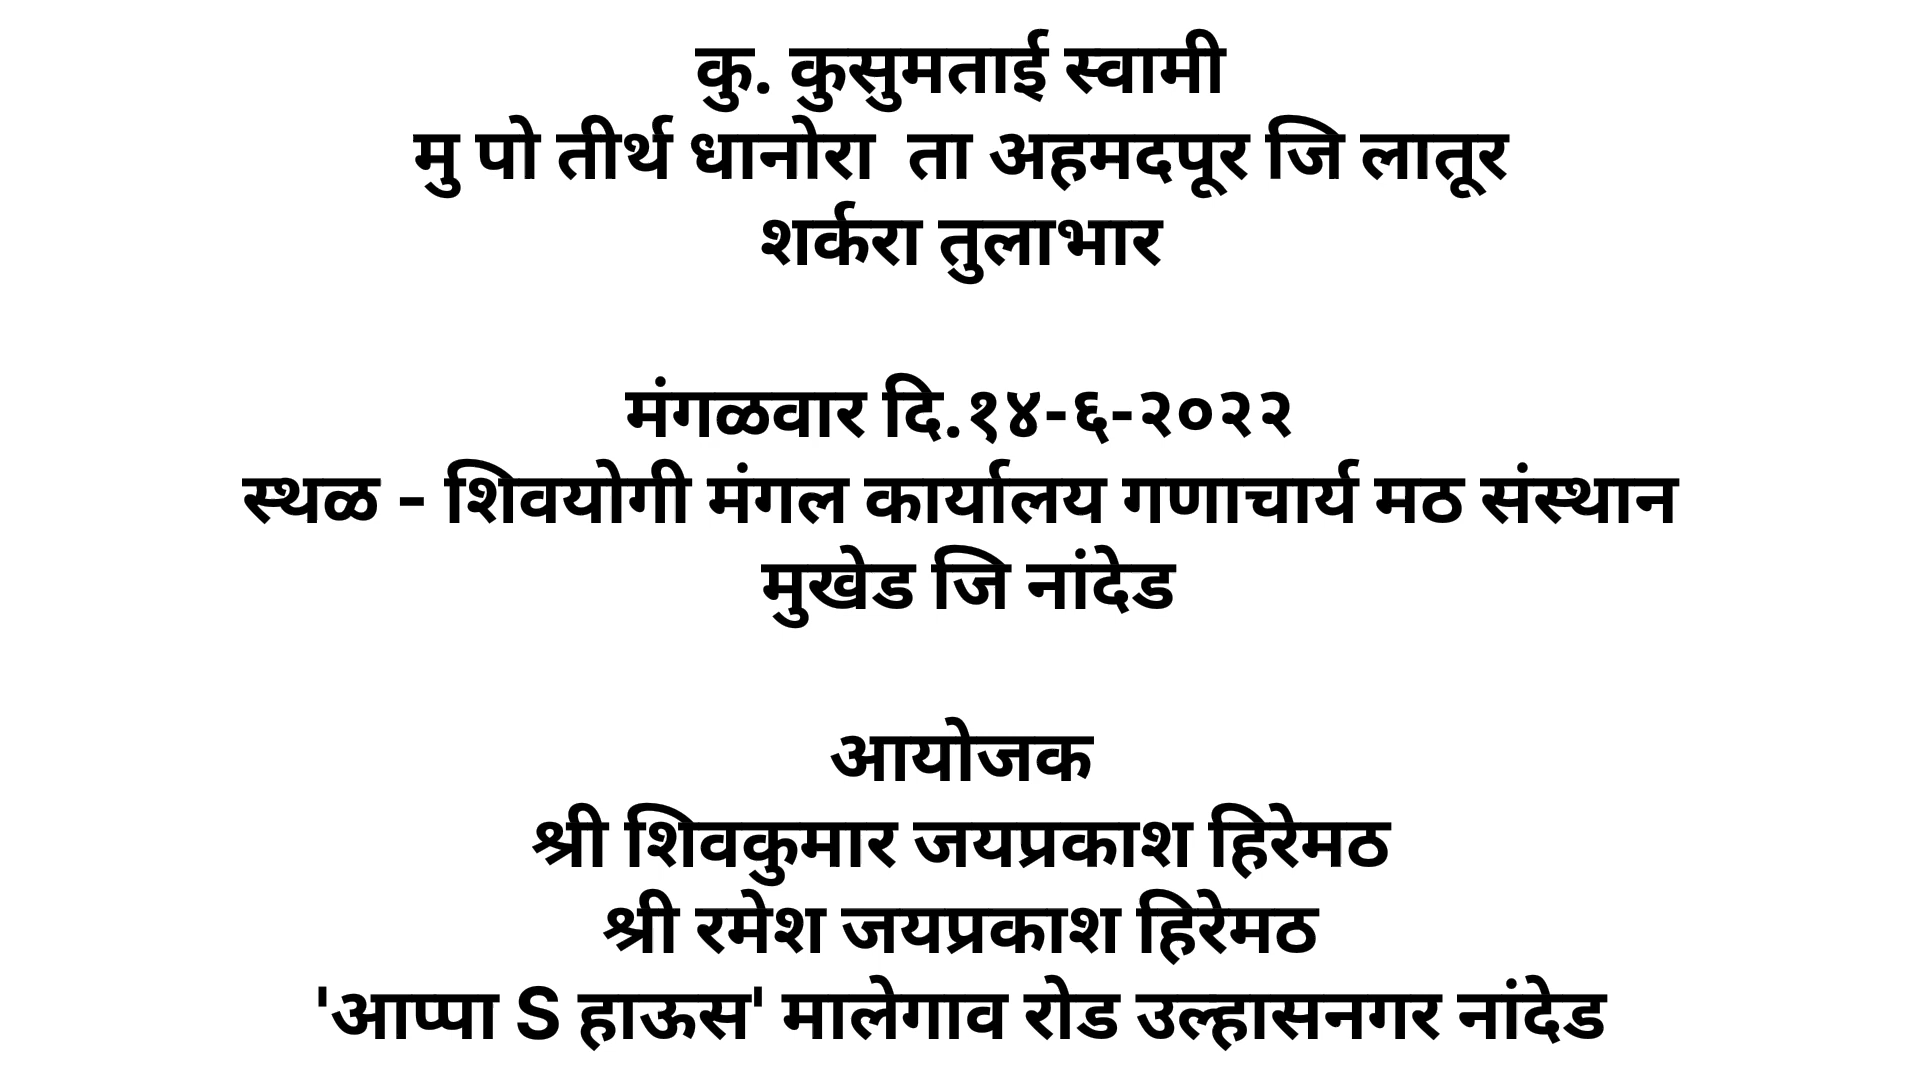 कु. कुसुमताई स्वामी
मु पो तीर्थ धानोरा  ता अहमदपूर जि लातूर
शर्करा तुलाभार
मंगळवार दि.१४-६-२०२२
स्थळ - शिवयोगी मंगल कार्यालय गणाचार्य मठ संस्थान
मुखेड जि नांदेड
आयोजक
श्री शिवकुमार जयप्रकाश हिरेमठ
श्री रमेश जयप्रकाश हिरेमठ
'आप्पा S हाऊस' मालेगाव रोड उल्हासनगर नांदेड